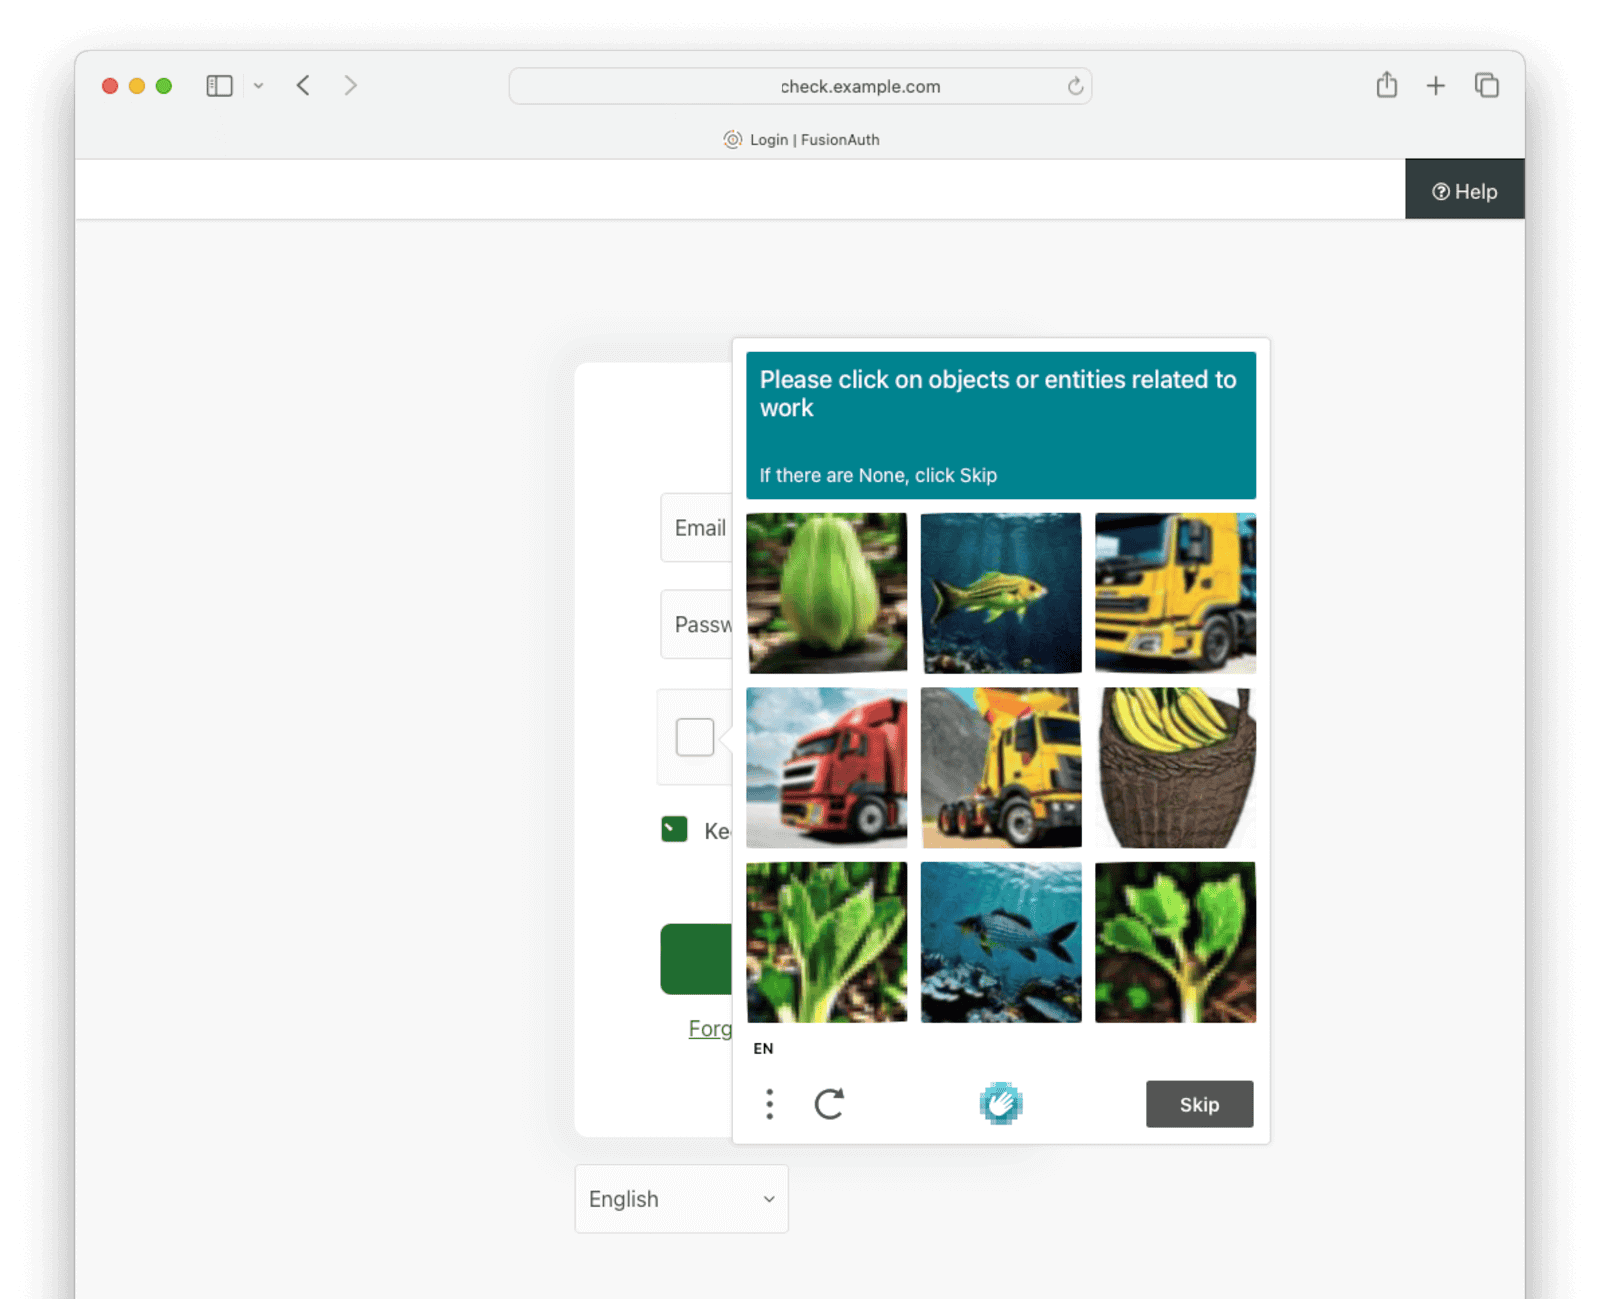 check.example.com
Login | FusionAuth
Help
Please click on objects or entities related to
work
If there are None, click Skip
Email
Passw
Kee
Forg
EN
Skip
English